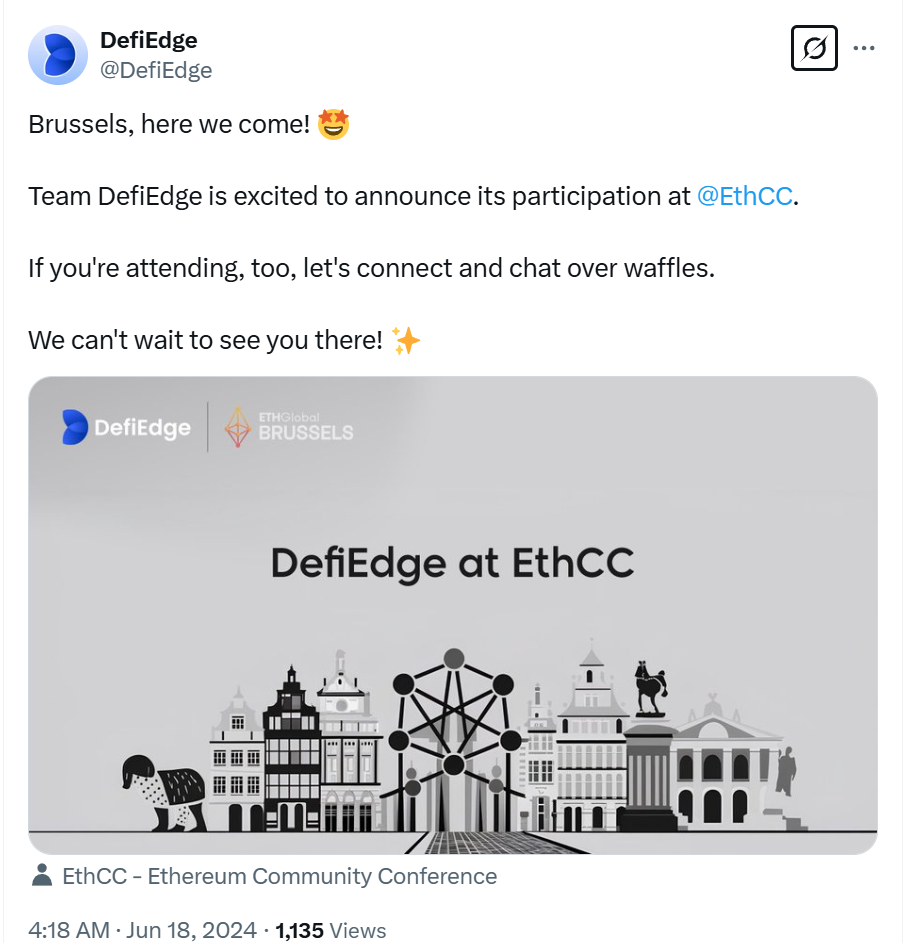 DefiEdge
@DefiEdge
Brussels, here we come! 🤩
Team DefiEdge is excited to announce its participation at @EthCC.
If you're attending, too, let's connect and chat over waffles.
We can't wait to see you there! ✨
DefiEdge
ETHGlobal
BRUSSELS
DefiEdge at EthCC
EthCC - Ethereum Community Conference
4:18 AM · Jun 18, 2024 · 1,135 Views